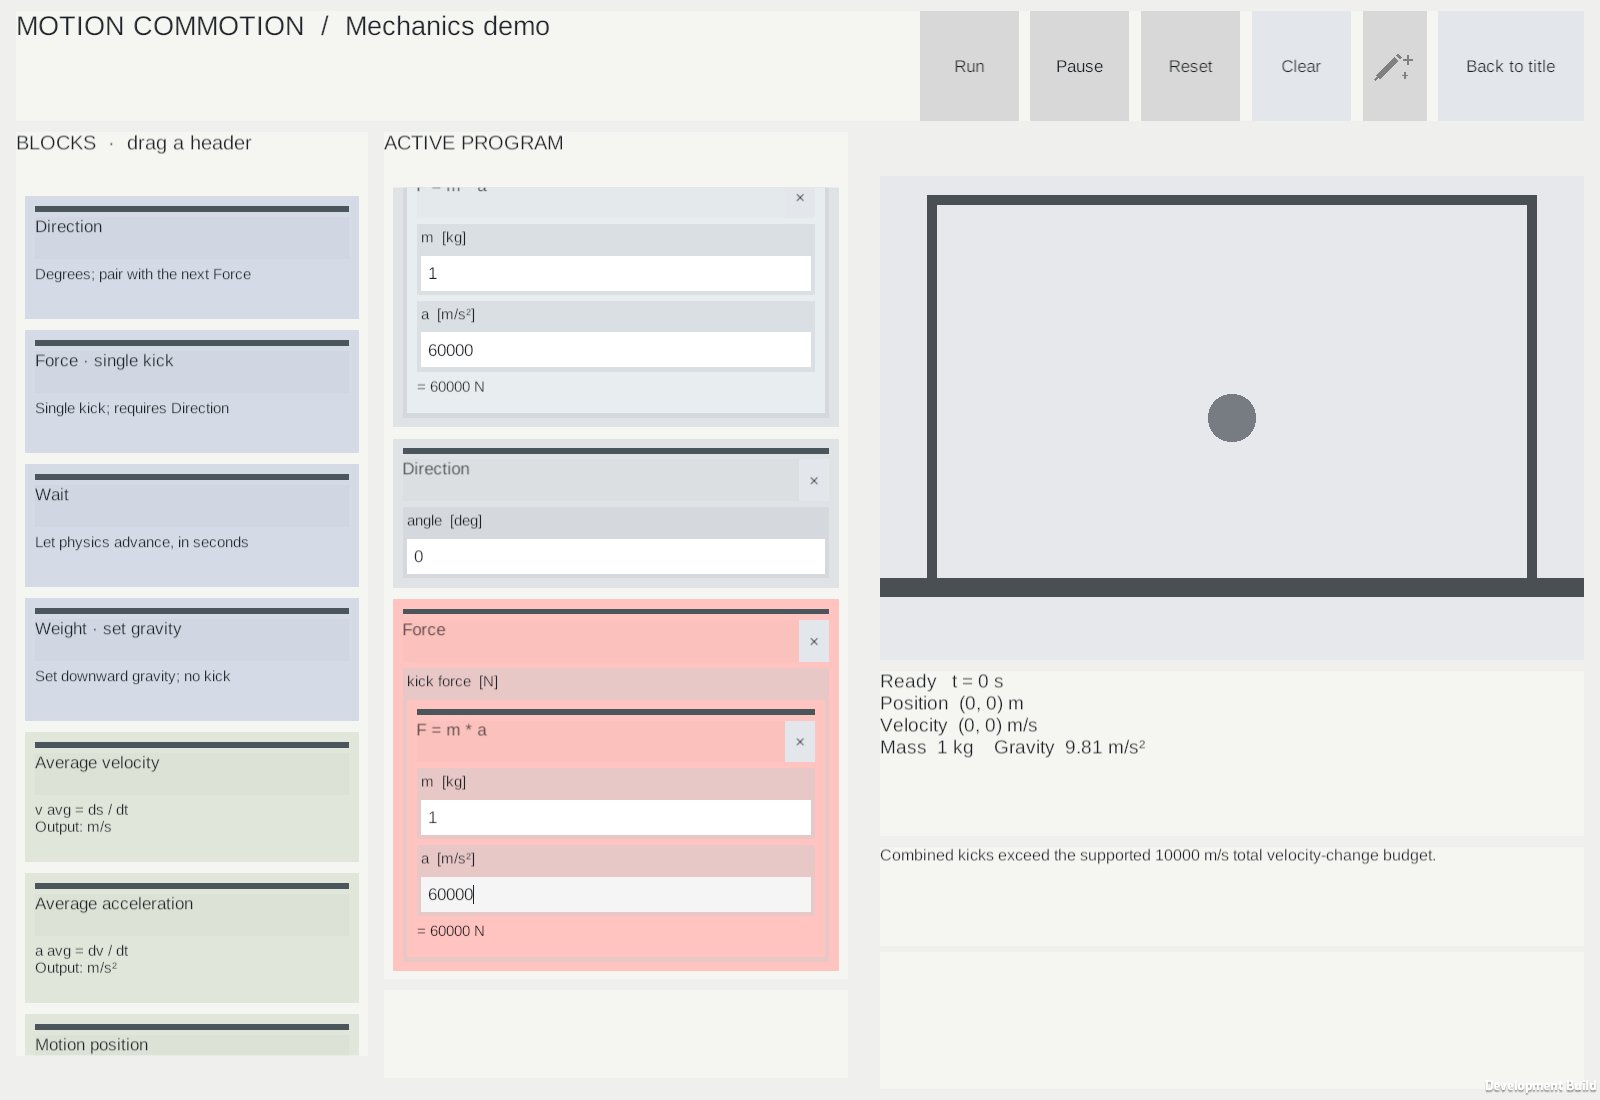 MOTION COMMOTION / Mechanics demo
Run
Pause
Reset
Clear
Back to title
BLOCKS · drag a header
Direction
Degrees; pair with the next Force
Force · single kick
Single kick; requires Direction
Wait
Let physics advance, in seconds
Weight · set gravity
Set downward gravity; no kick
Average velocity
v avg = ds / dt
Output: m/s
Average acceleration
a avg = dv / dt
Output: m/s²
Motion position
ACTIVE PROGRAM
×
m [kg]
1
a [m/s²]
60000
= 60000 N
Direction
×
angle [deg]
0
Force
×
kick force [N]
F = m * a
×
m [kg]
1
a [m/s²]
60000
= 60000 N
Ready t = 0 s
Position (0, 0) m
Velocity (0, 0) m/s
Mass 1 kg Gravity 9.81 m/s²
Combined kicks exceed the supported 10000 m/s total velocity-change budget.
Development Build